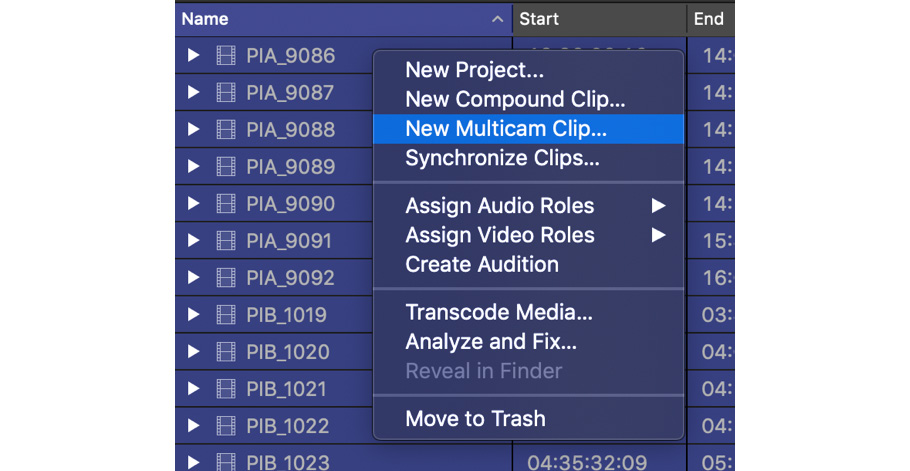 Name Start End
PIA_9086 14:
New Project...
PIA_9087 14:
New Compound Clip...
PIA_9088 14:
New Multicam Clip...
PIA_9089 14:
Synchronize Clips...
PIA_9090 14:
Assign Audio Roles
PIA_9091 15:
Assign Video Roles
PIA_9092 16:
Create Audition
PIB_1019 03:
Transcode Media...
PIB_1020 04:
Analyze and Fix...
Reveal in Finder
PIB_1021 04:
PIB_1022 04:
Move to Trash
PIB_1023 04:35:32:09 05: